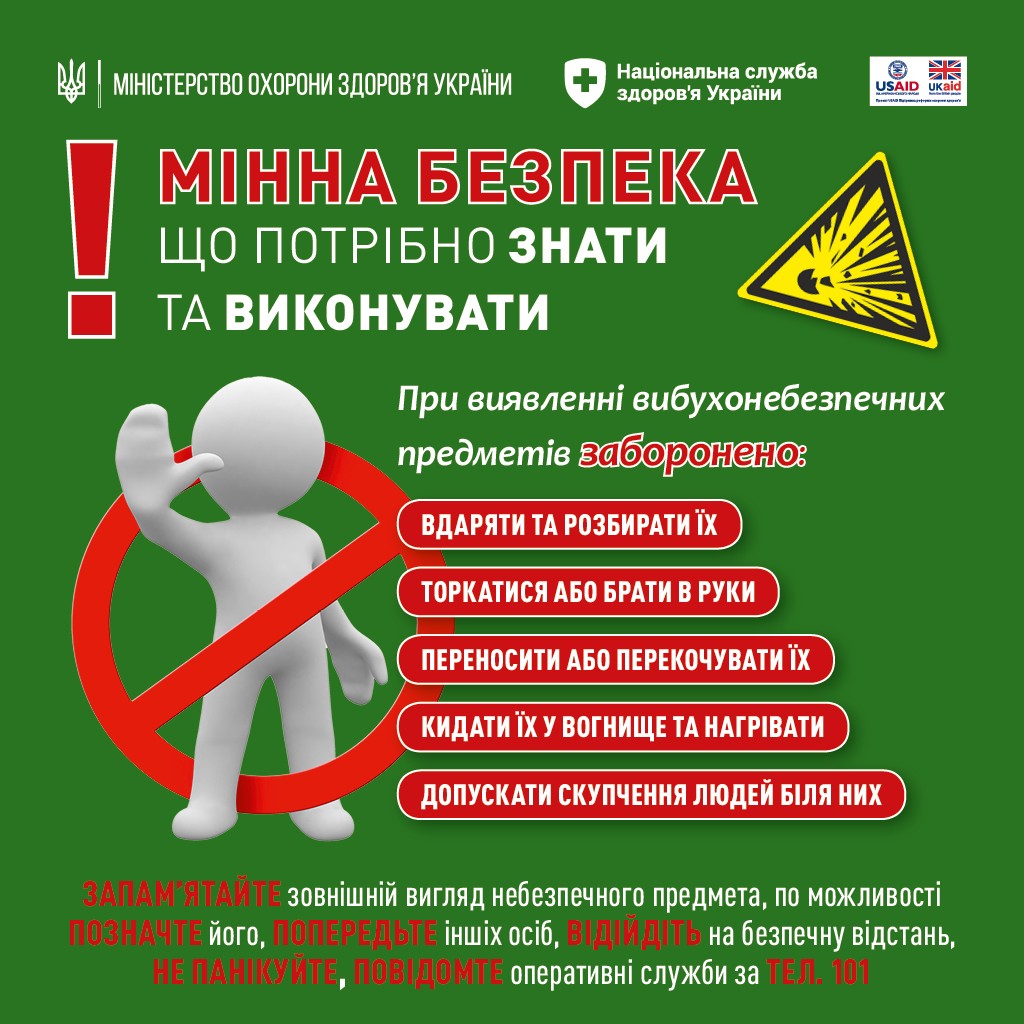 МІНІСТЕРСТВО ОХОРОНИ ЗДОРОВ'Я УКРАЇНИ
Національна служба
здоров'я України
USAID
UKaid
МІННА БЕЗПЕКА
ЩО ПОТРІБНО ЗНАТИ
ТА ВИКОНУВАТИ
При виявленні вибухонебезпечних
предметів заборонено:
ВДАРЯТИ ТА РОЗБИРАТИ ЇХ
ТОРКАТИСЯ АБО БРАТИ В РУКИ
ПЕРЕНОСИТИ АБО ПЕРЕКОЧУВАТИ ЇХ
КИДАТИ ЇХ У ВОГНИЩЕ ТА НАГРІВАТИ
ДОПУСКАТИ СКУПЧЕННЯ ЛЮДЕЙ БІЛЯ НИХ
ЗАПАМ'ЯТАЙТЕ зовнішній вигляд небезпечного предмета, по можливості
ПОЗНАЧТЕ його, ПОПЕРЕДЬТЕ іншіх осіб, ВІДІЙДІТЬ на безпечну відстань,
НЕ ПАНІКУЙТЕ, ПОВІДОМТЕ оперативні служби за ТЕЛ. 101